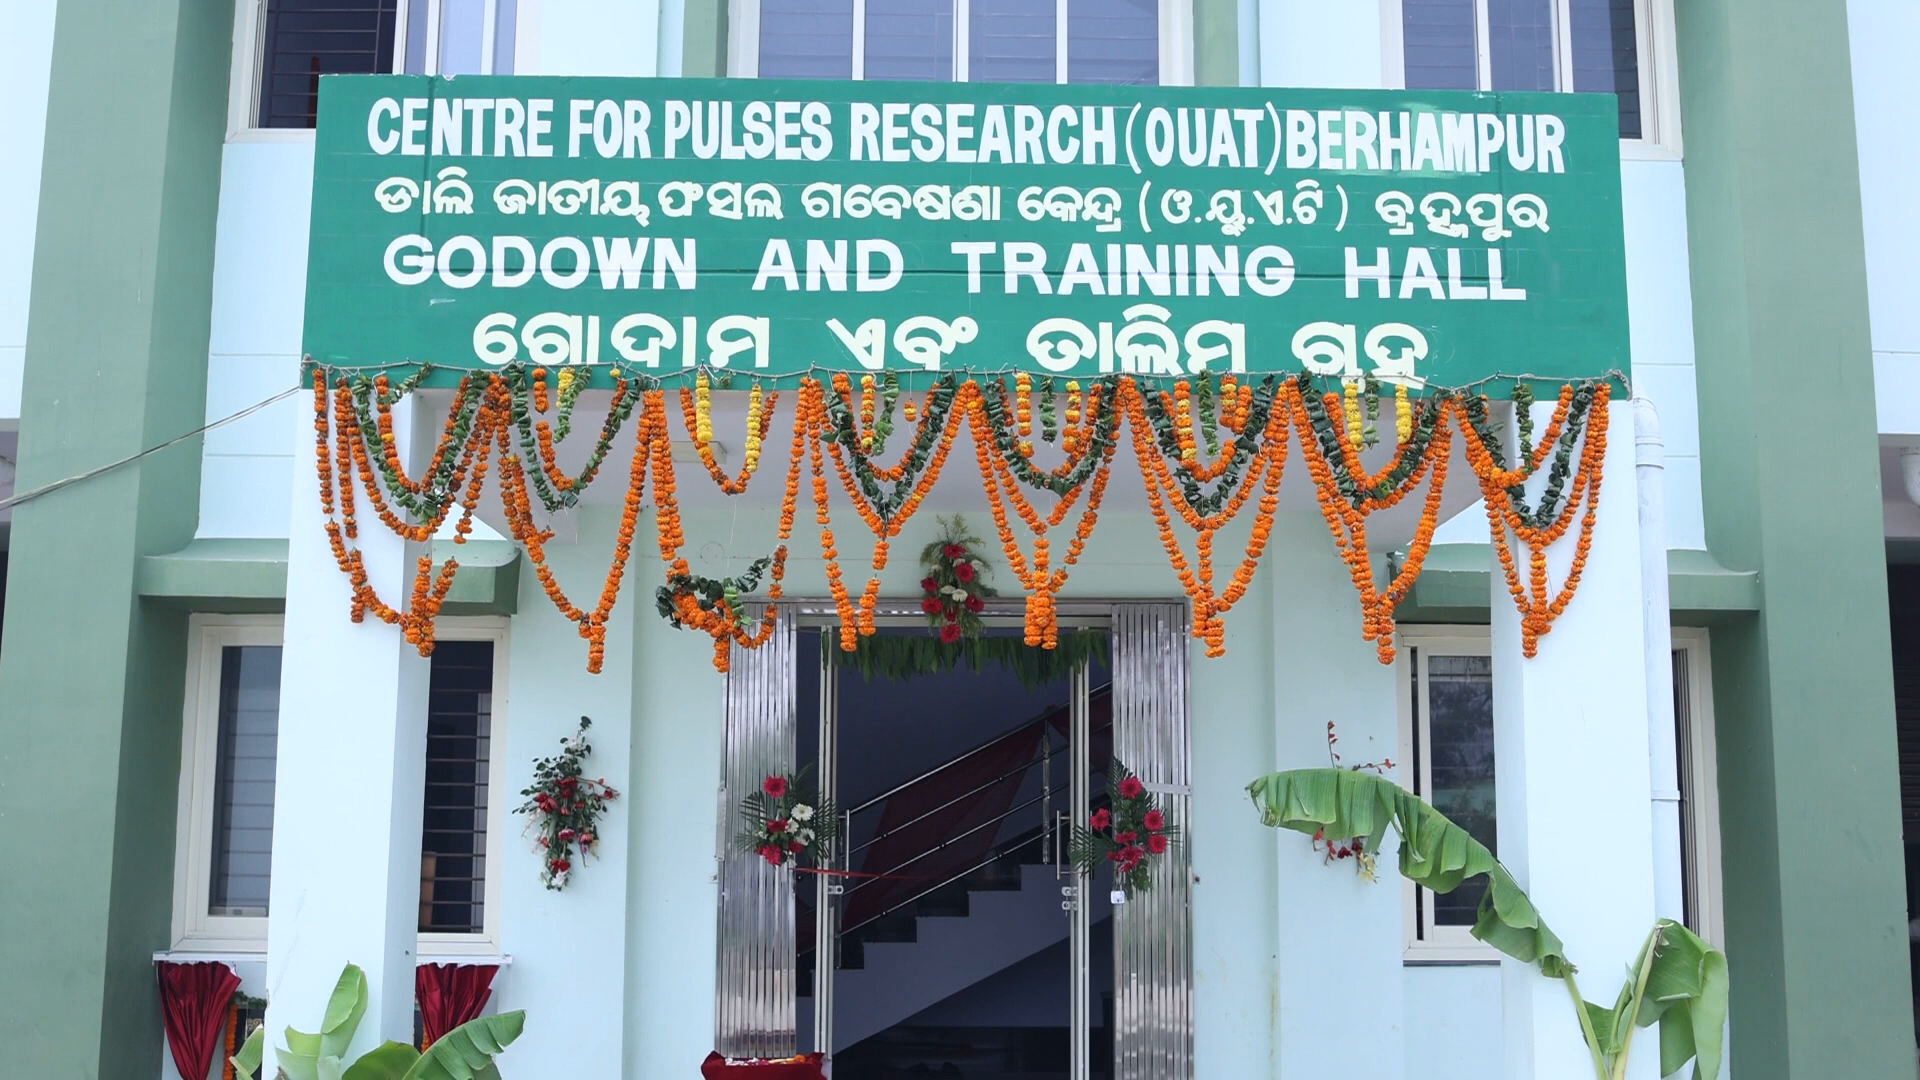 CENTRE FOR PULSES RESEARCH (OUAT) BERHAMPUR
ଡାଲି ଜାତୀୟ ଫସଲ ଗବେଷଣା କେନ୍ଦ୍ର (ଓ.ୟୁ.ଏ.ଟି) ବ୍ରହ୍ମପୁର
GODOWN AND TRAINING HALL
ଗୋଦାମ ଏବଂ ତାଲିମ ଗୃହ